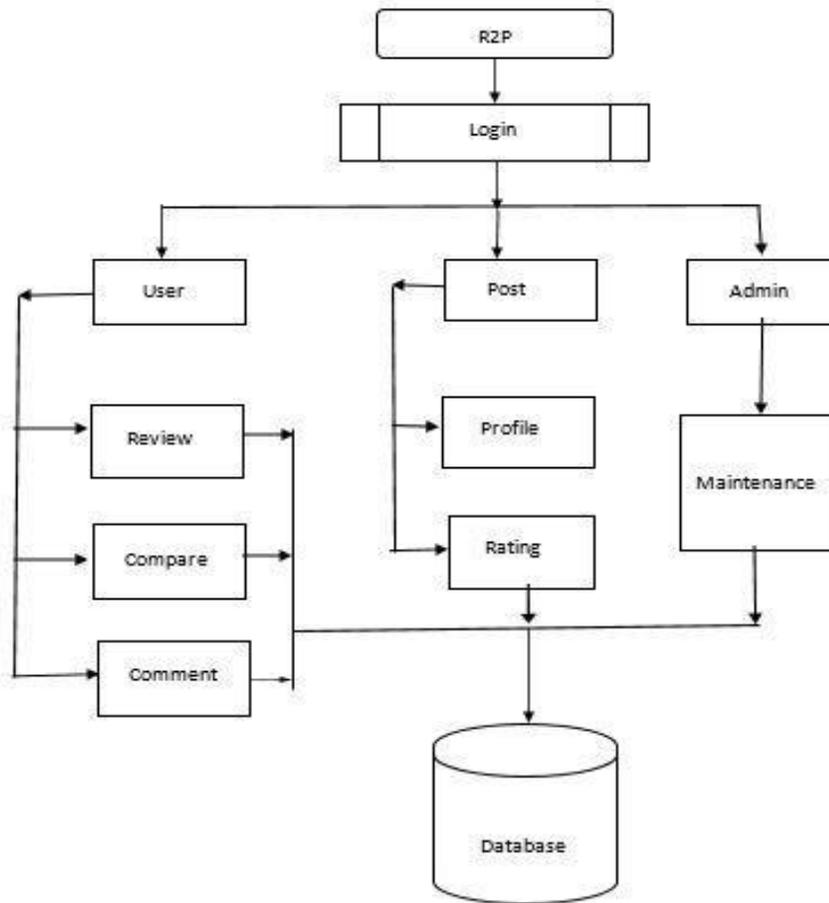 R2P
Login
User
Post
Admin
Review
Profile
Maintenance
Compare
Rating
Comment
Database